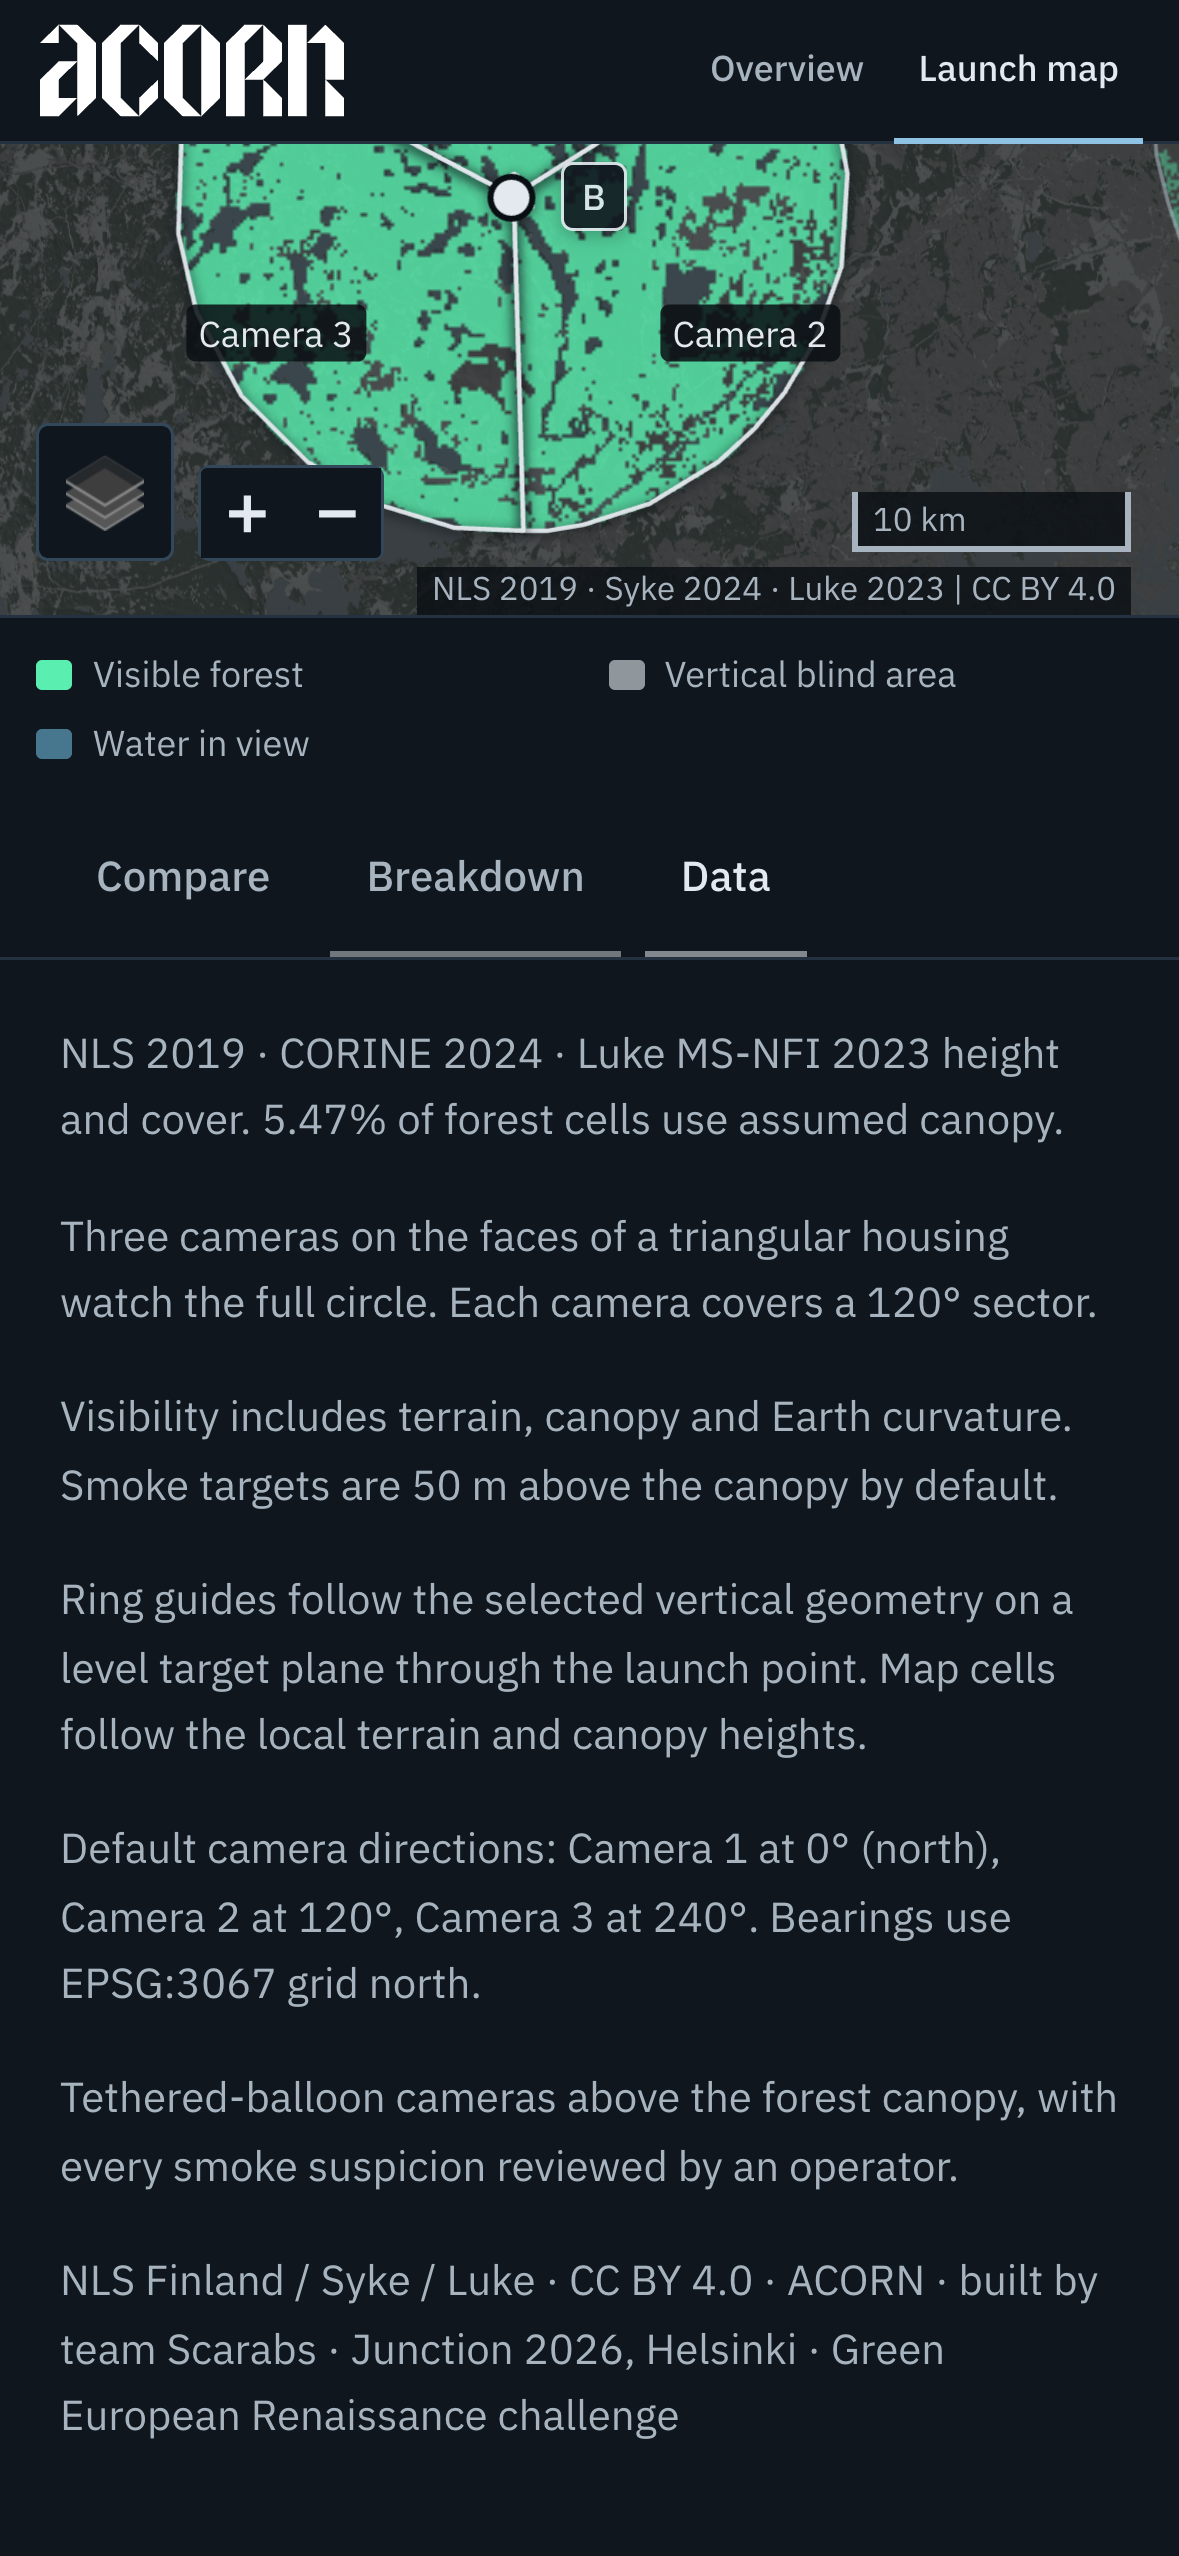 ACORN
Overview
Launch map
B
Camera 3
Camera 2
+ −
10 km
NLS 2019 · Syke 2024 · Luke 2023 | CC BY 4.0
Visible forest
Vertical blind area
Water in view
Compare
Breakdown
Data
NLS 2019 · CORINE 2024 · Luke MS-NFI 2023 height
and cover. 5.47% of forest cells use assumed canopy.
Three cameras on the faces of a triangular housing
watch the full circle. Each camera covers a 120° sector.
Visibility includes terrain, canopy and Earth curvature.
Smoke targets are 50 m above the canopy by default.
Ring guides follow the selected vertical geometry on a
level target plane through the launch point. Map cells
follow the local terrain and canopy heights.
Default camera directions: Camera 1 at 0° (north),
Camera 2 at 120°, Camera 3 at 240°. Bearings use
EPSG:3067 grid north.
Tethered-balloon cameras above the forest canopy, with
every smoke suspicion reviewed by an operator.
NLS Finland / Syke / Luke · CC BY 4.0 · ACORN · built by
team Scarabs · Junction 2026, Helsinki · Green
European Renaissance challenge